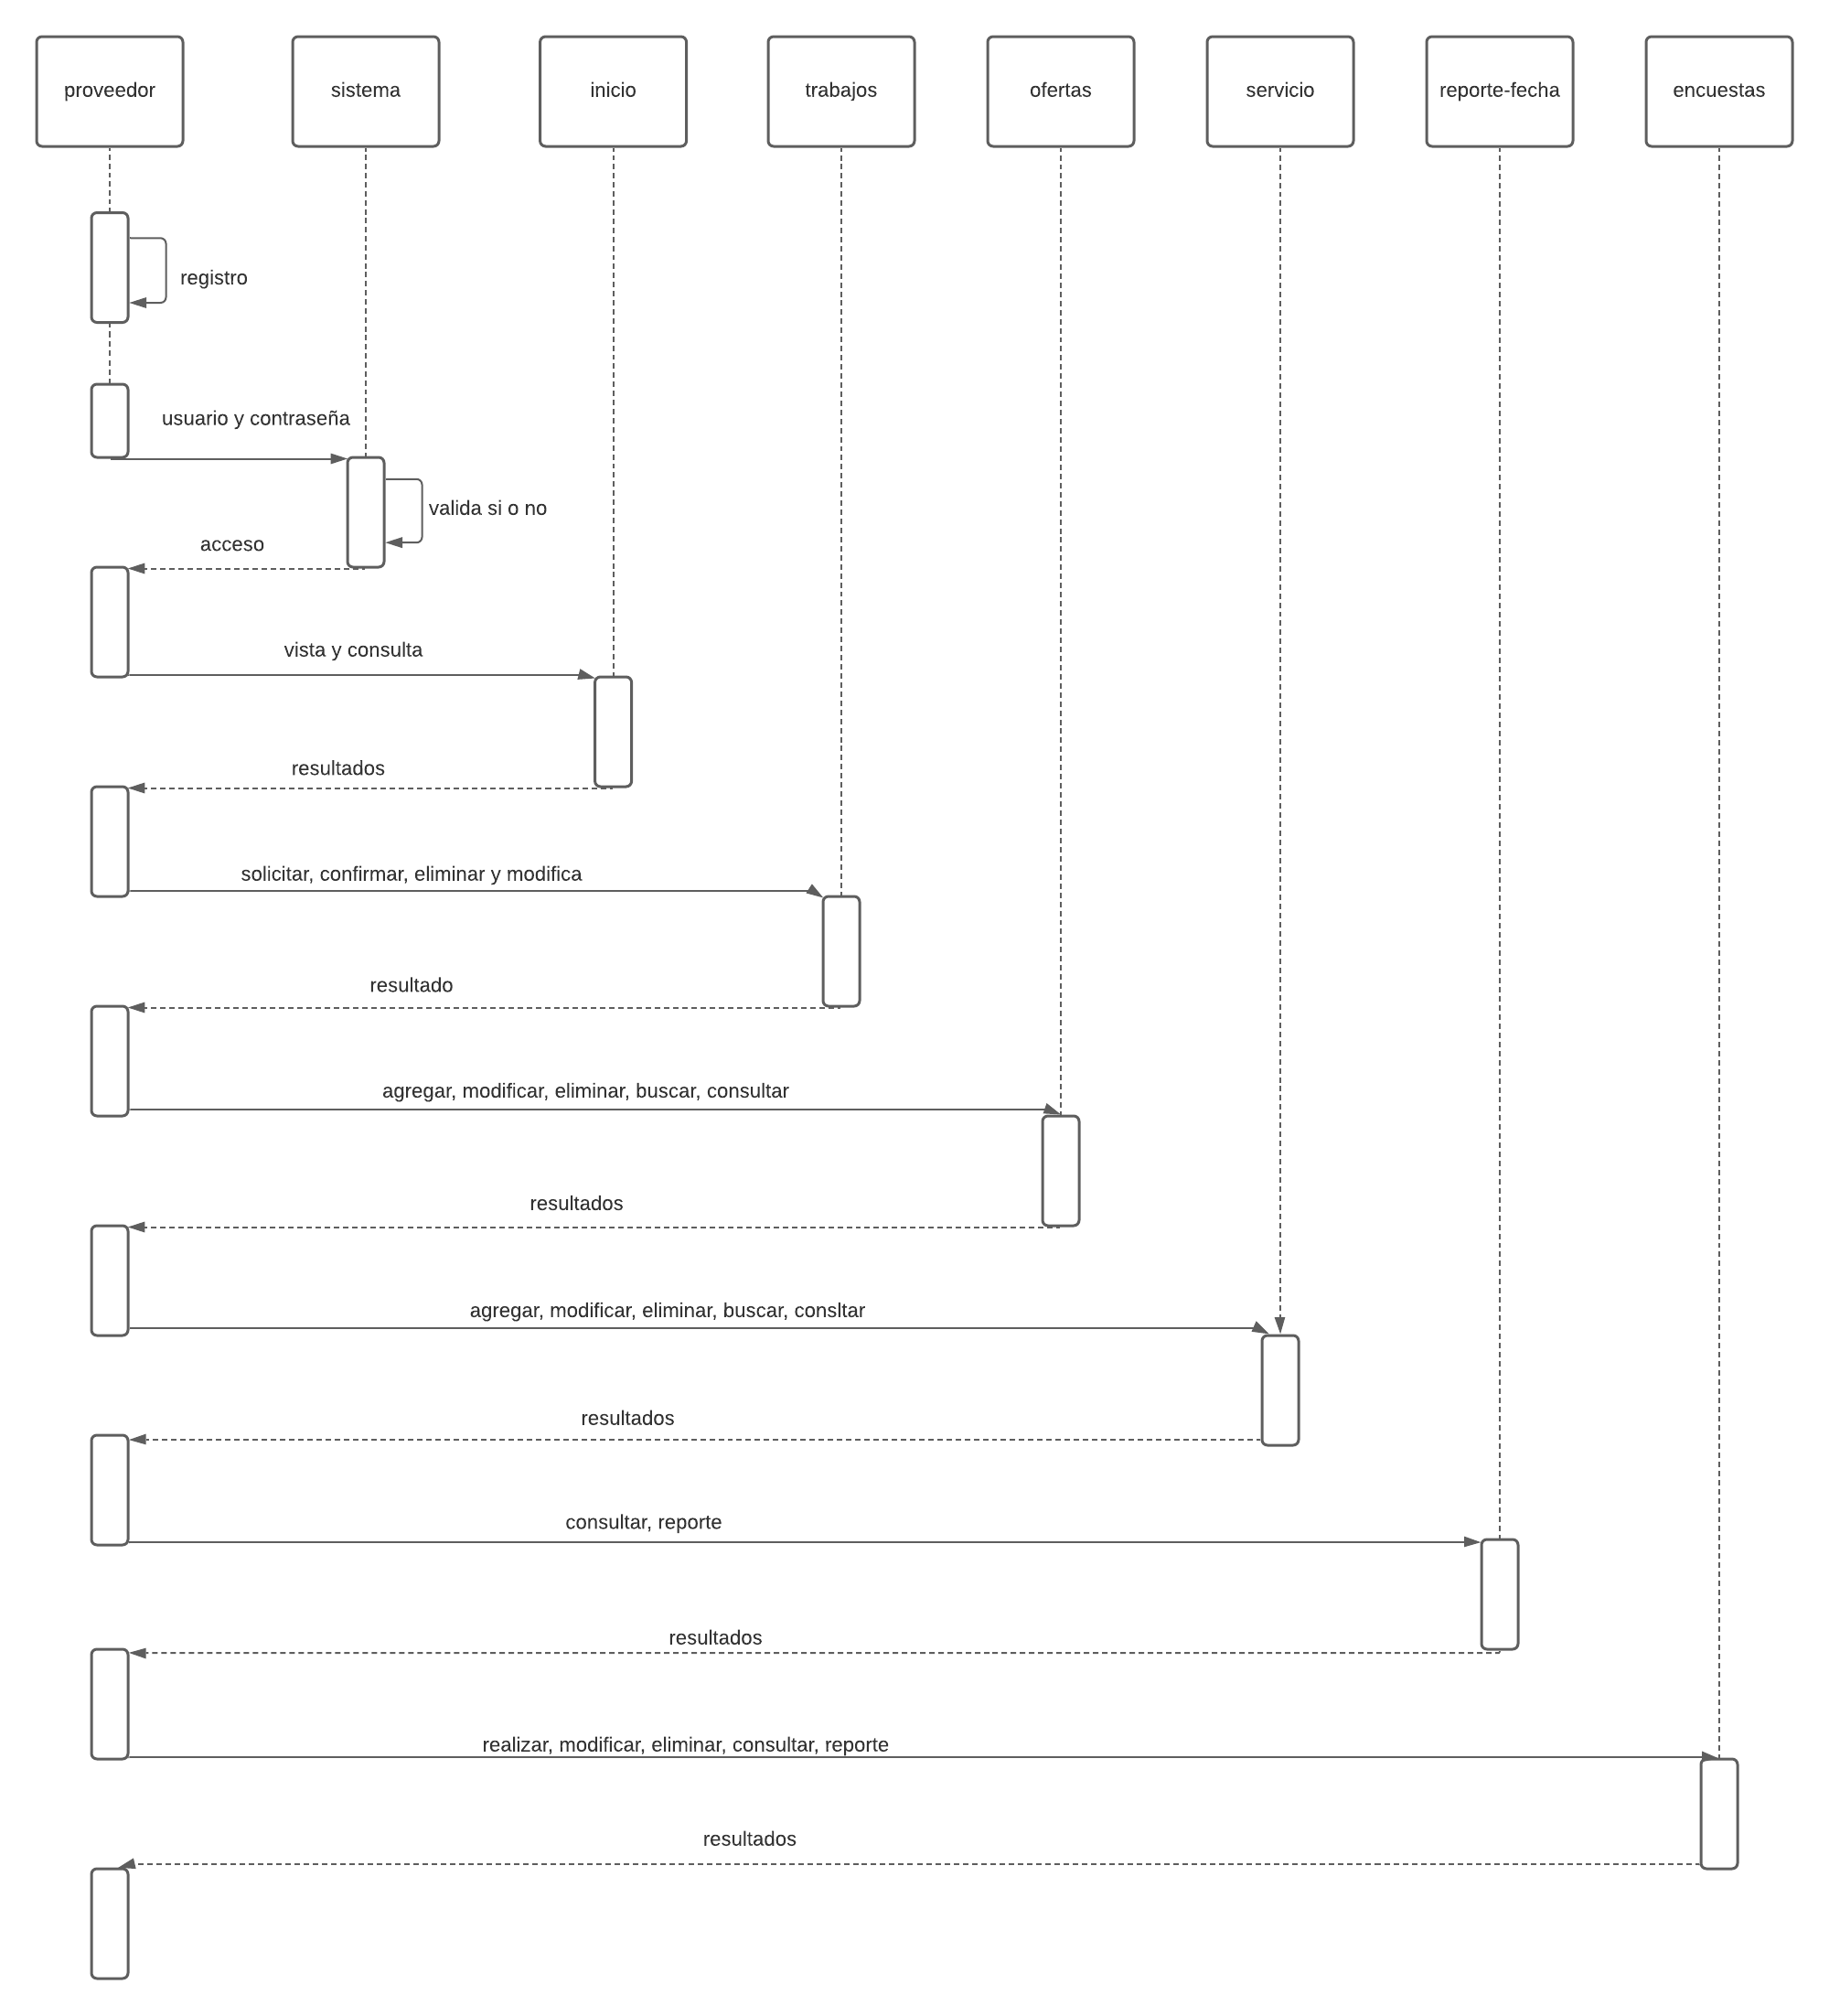 proveedor
sistema
inicio
trabajos
ofertas
servicio
reporte-fecha
encuestas
registro
usuario y contraseña
valida si o no
acceso
vista y consulta
resultados
solicitar, confirmar, eliminar y modifica
resultado
agregar, modificar, eliminar, buscar, consultar
resultados
agregar, modificar, eliminar, buscar, consltar
resultados
consultar, reporte
resultados
realizar, modificar, eliminar, consultar, reporte
resultados